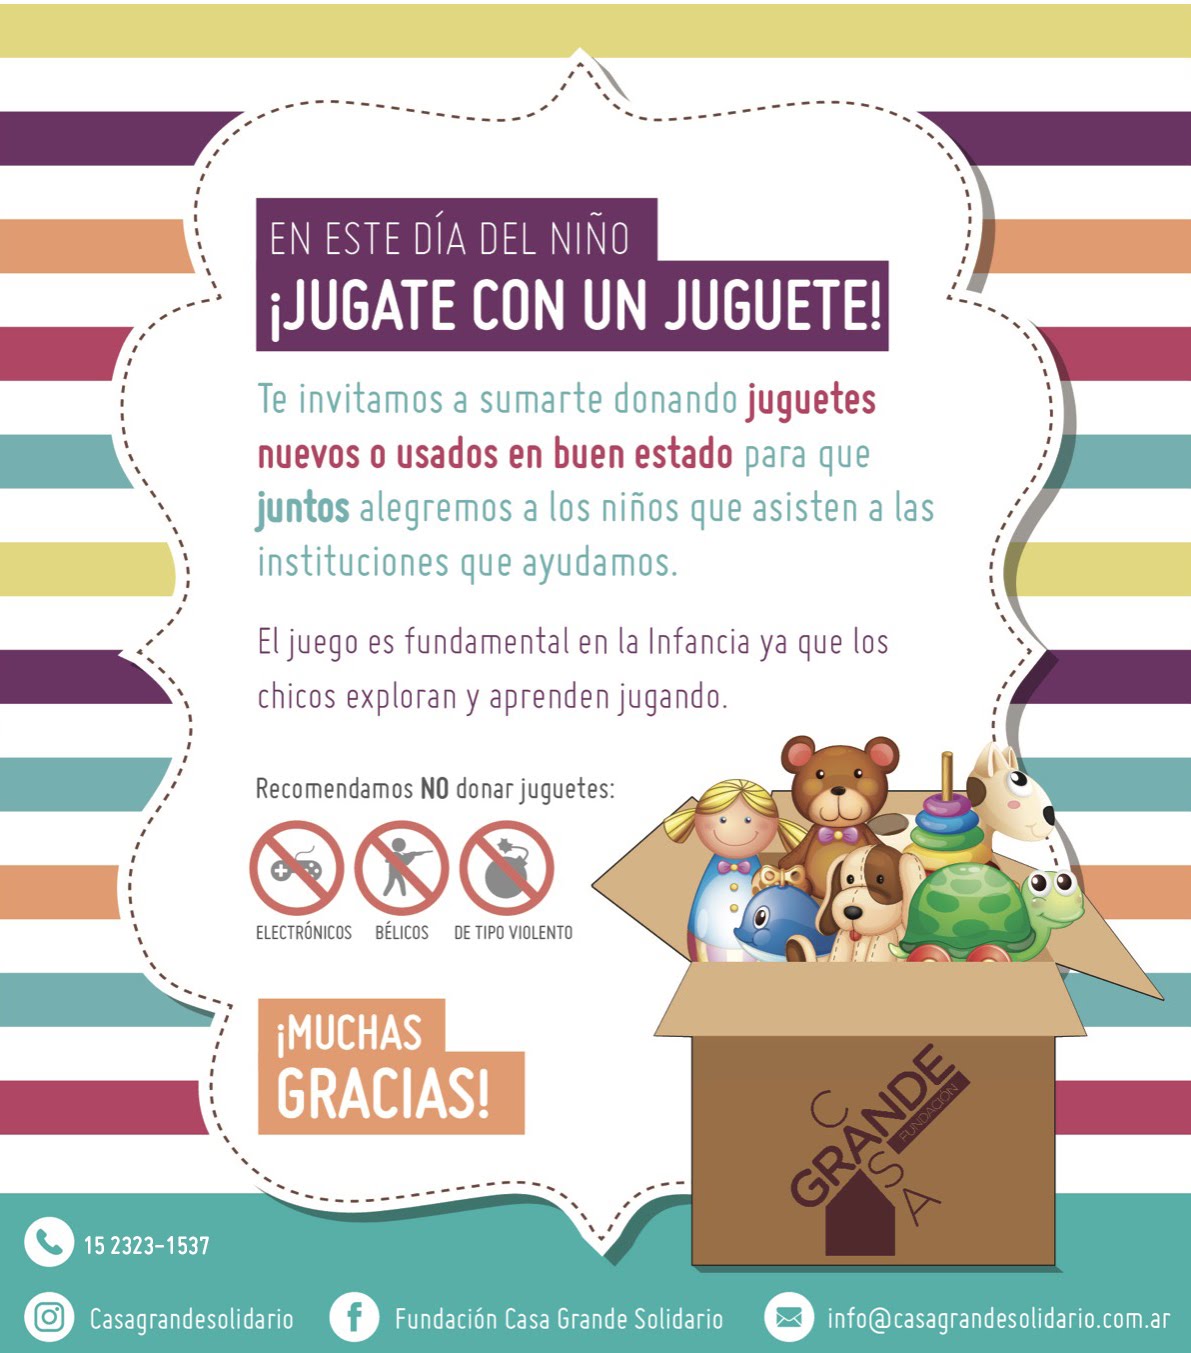 EN ESTE DÍA DEL NIÑO
¡JUGATE CON UN JUGUETE!
Te invitamos a sumarte donando juguetes
nuevos o usados en buen estado para que
juntos alegremos a los niños que asisten a las
instituciones que ayudamos.
El juego es fundamental en la Infancia ya que los
chicos exploran y aprenden jugando.
Recomendamos NO donar juguetes:
ELECTRÓNICOS BÉLICOS DE TIPO VIOLENTO
¡MUCHAS
GRACIAS!
CASA
GRANDE
FUNDACIÓN
15 2323-1537
Casagrandesolidario Fundación Casa Grande Solidario info@casagrandesolidario.com.ar